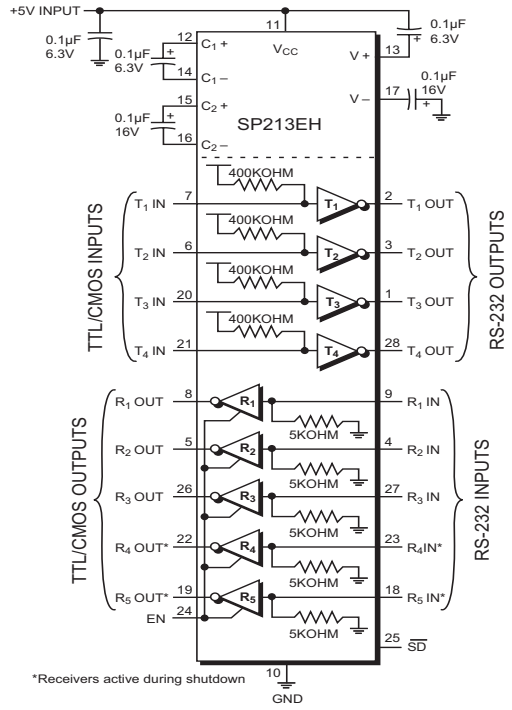 +5V INPUT
11
VCC
0.1µF
6.3V
0.1µF
6.3V
12
C1 +
14
C1 –
V +
13
0.1µF
6.3V
0.1µF
16V
15
C2 +
16
C2 –
V –
17
0.1µF
16V
SP213EH
TTL/CMOS INPUTS
RS-232 OUTPUTS
400KOHM
T1 IN 7 T1 2 T1 OUT
400KOHM
T2 IN 6 T2 3 T2 OUT
400KOHM
T3 IN 20 T3 1 T3 OUT
400KOHM
T4 IN 21 T4 28 T4 OUT
TTL/CMOS OUTPUTS
RS-232 INPUTS
R1 OUT 8 R1 9 R1 IN
5KOHM
R2 OUT 5 R2 4 R2 IN
5KOHM
R3 OUT 26 R3 27 R3 IN
5KOHM
R4 OUT* 22 R4 23 R4IN*
5KOHM
R5 OUT* 19 R5 18 R5 IN*
5KOHM
EN 24
25 SD
*Receivers active during shutdown
10
GND